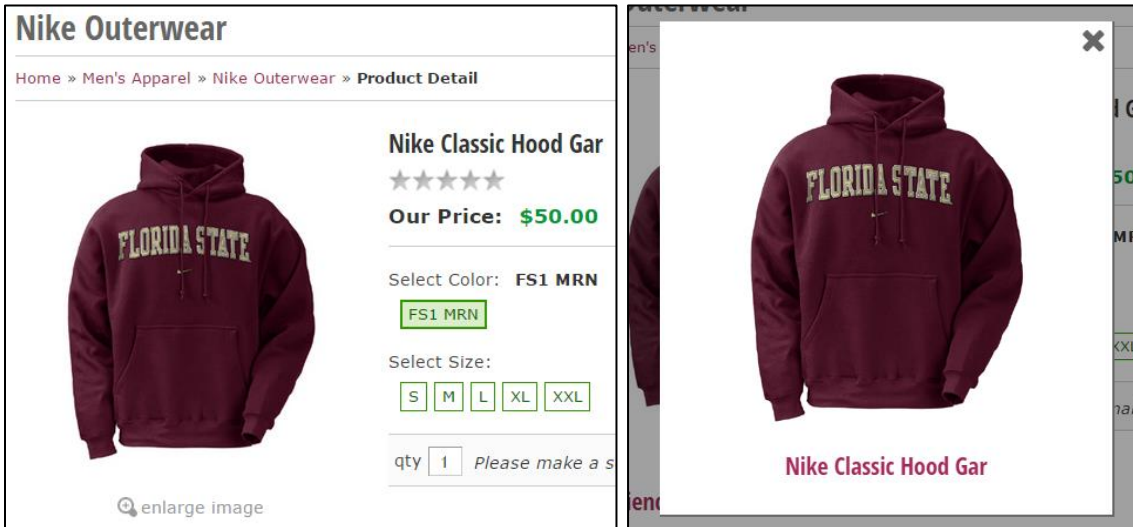 Nike Outerwear
Home » Men's Apparel » Nike Outerwear » Product Detail
Nike Classic Hood Gar
Our Price: $50.00
Select Color: FS1 MRN
FS1 MRN
Select Size:
S M L XL XXL
qty 1 Please make a s
enlarge image
FLORIDA STATE
en's
FLORIDA STATE
50
Nike Classic Hood Gar